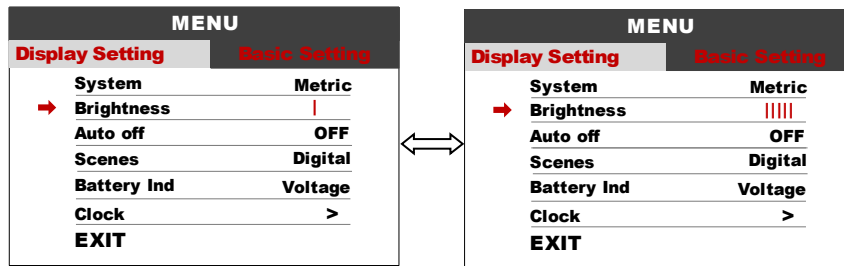 MENU
Display Setting Basic Setting
System Metric
Brightness |
Auto off OFF
Scenes Digital
Battery Ind Voltage
Clock >
EXIT
MENU
Display Setting Basic Setting
System Metric
Brightness |||||
Auto off OFF
Scenes Digital
Battery Ind Voltage
Clock >
EXIT